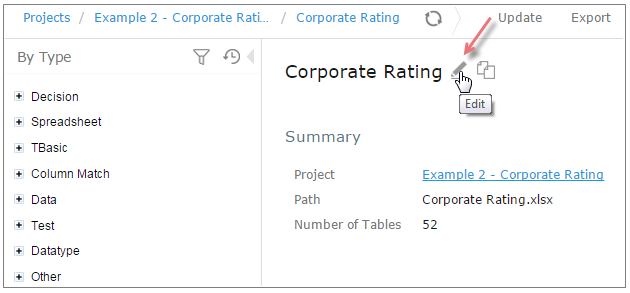 Projects / Example 2 - Corporate Rati... / Corporate Rating Update Export
By Type
Decision
Spreadsheet
TBasic
Column Match
Data
Test
Datatype
Other
Corporate Rating
Edit
Summary
Project Example 2 - Corporate Rating
Path Corporate Rating.xlsx
Number of Tables 52